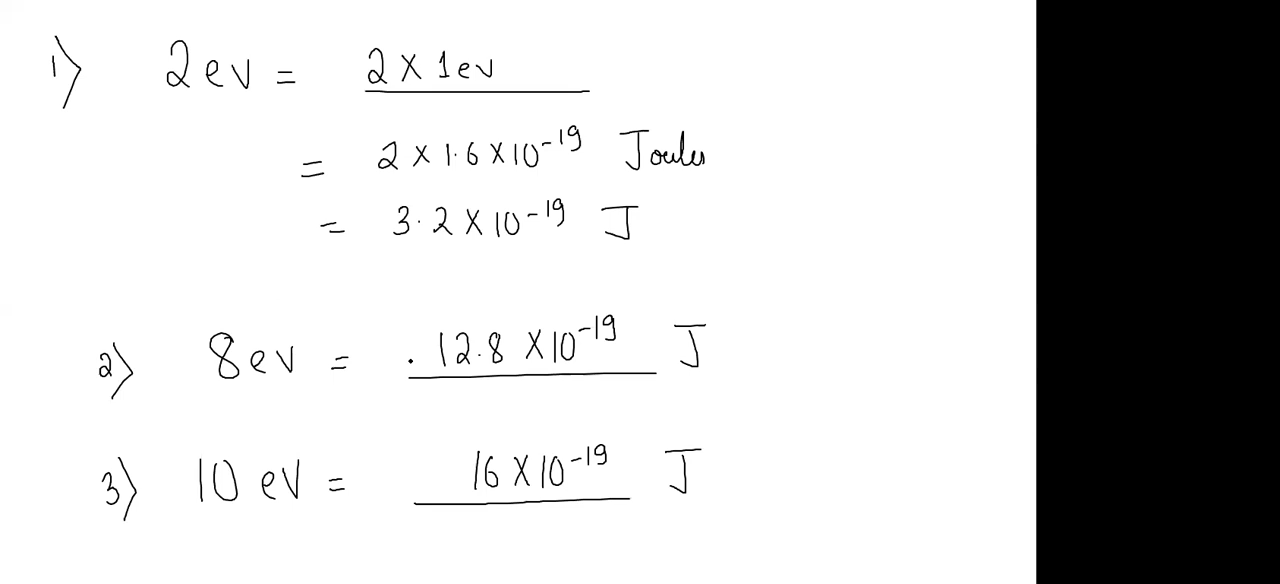 1) 2ev = 2 × 1ev
= 2 × 1.6 × 10⁻¹⁹ Joules
= 3.2 × 10⁻¹⁹ J
2) 8ev = .12.8 × 10⁻¹⁹ J
3) 10 eV = 16 × 10⁻¹⁹ J